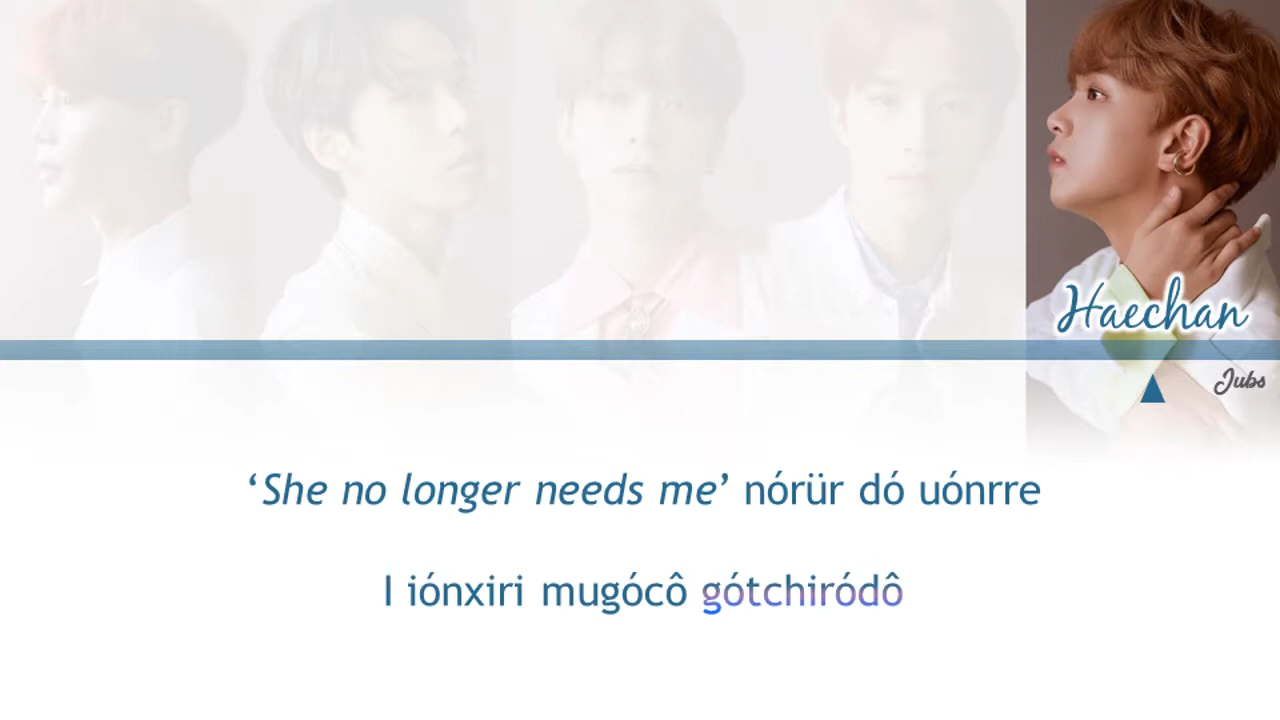 Haechan
Jubs
‘She no longer needs me’ nórür dó uónrre
I iónxiri mugócô gótchiródô